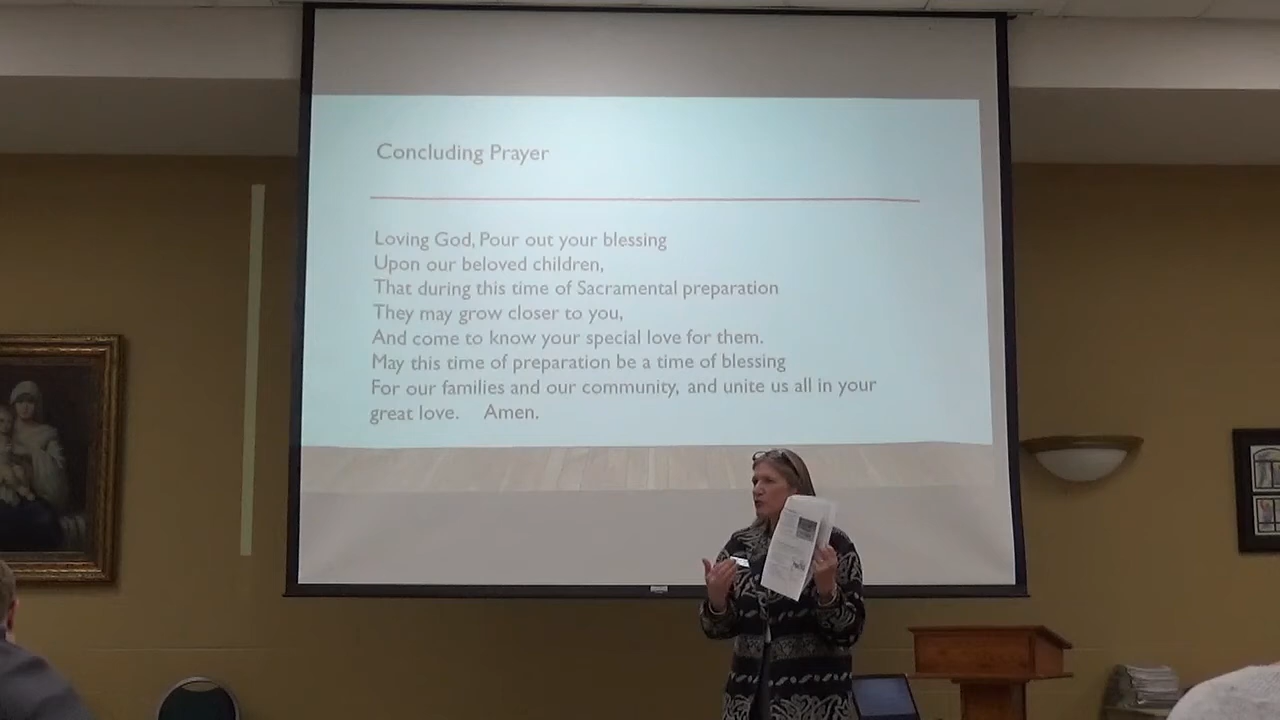 Concluding Prayer
Loving God, Pour out your blessing
Upon our beloved children,
That during this time of Sacramental preparation
They may grow closer to you,
And come to know your special love for them.
May this time of preparation be a time of blessing
For our families and our community, and unite us all in your
great love. Amen.